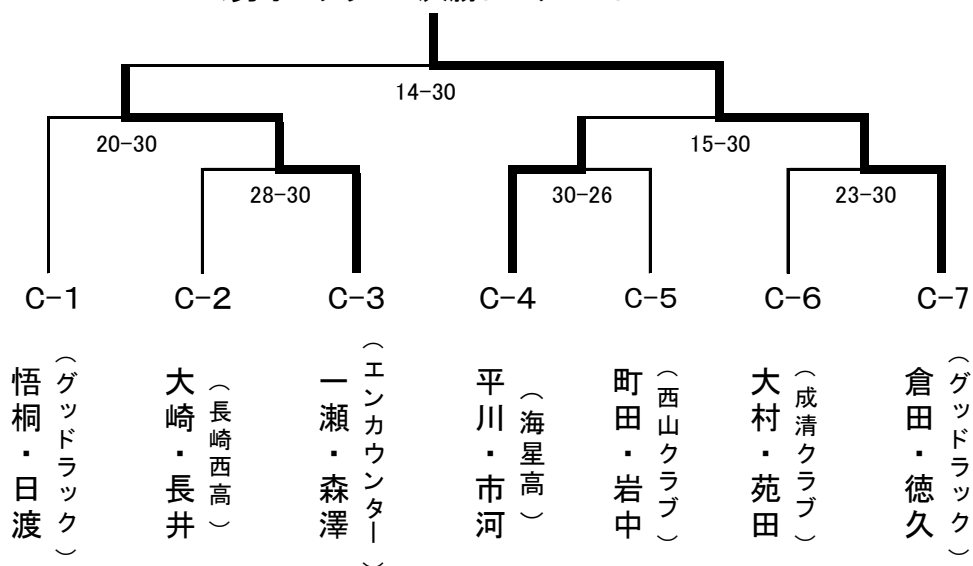 14-30
20-30
15-30
28-30
30-26
23-30
C-1
C-2
C-3
C-4
C-5
C-6
C-7
悟桐・日渡
（グッドラック）
大崎・長井
（長崎西高）
一瀬・森澤
（エンカウンター）
平川・市河
（海星高）
町田・岩中
（西山クラブ）
大村・苑田
（成清クラブ）
倉田・徳久
（グッドラック）